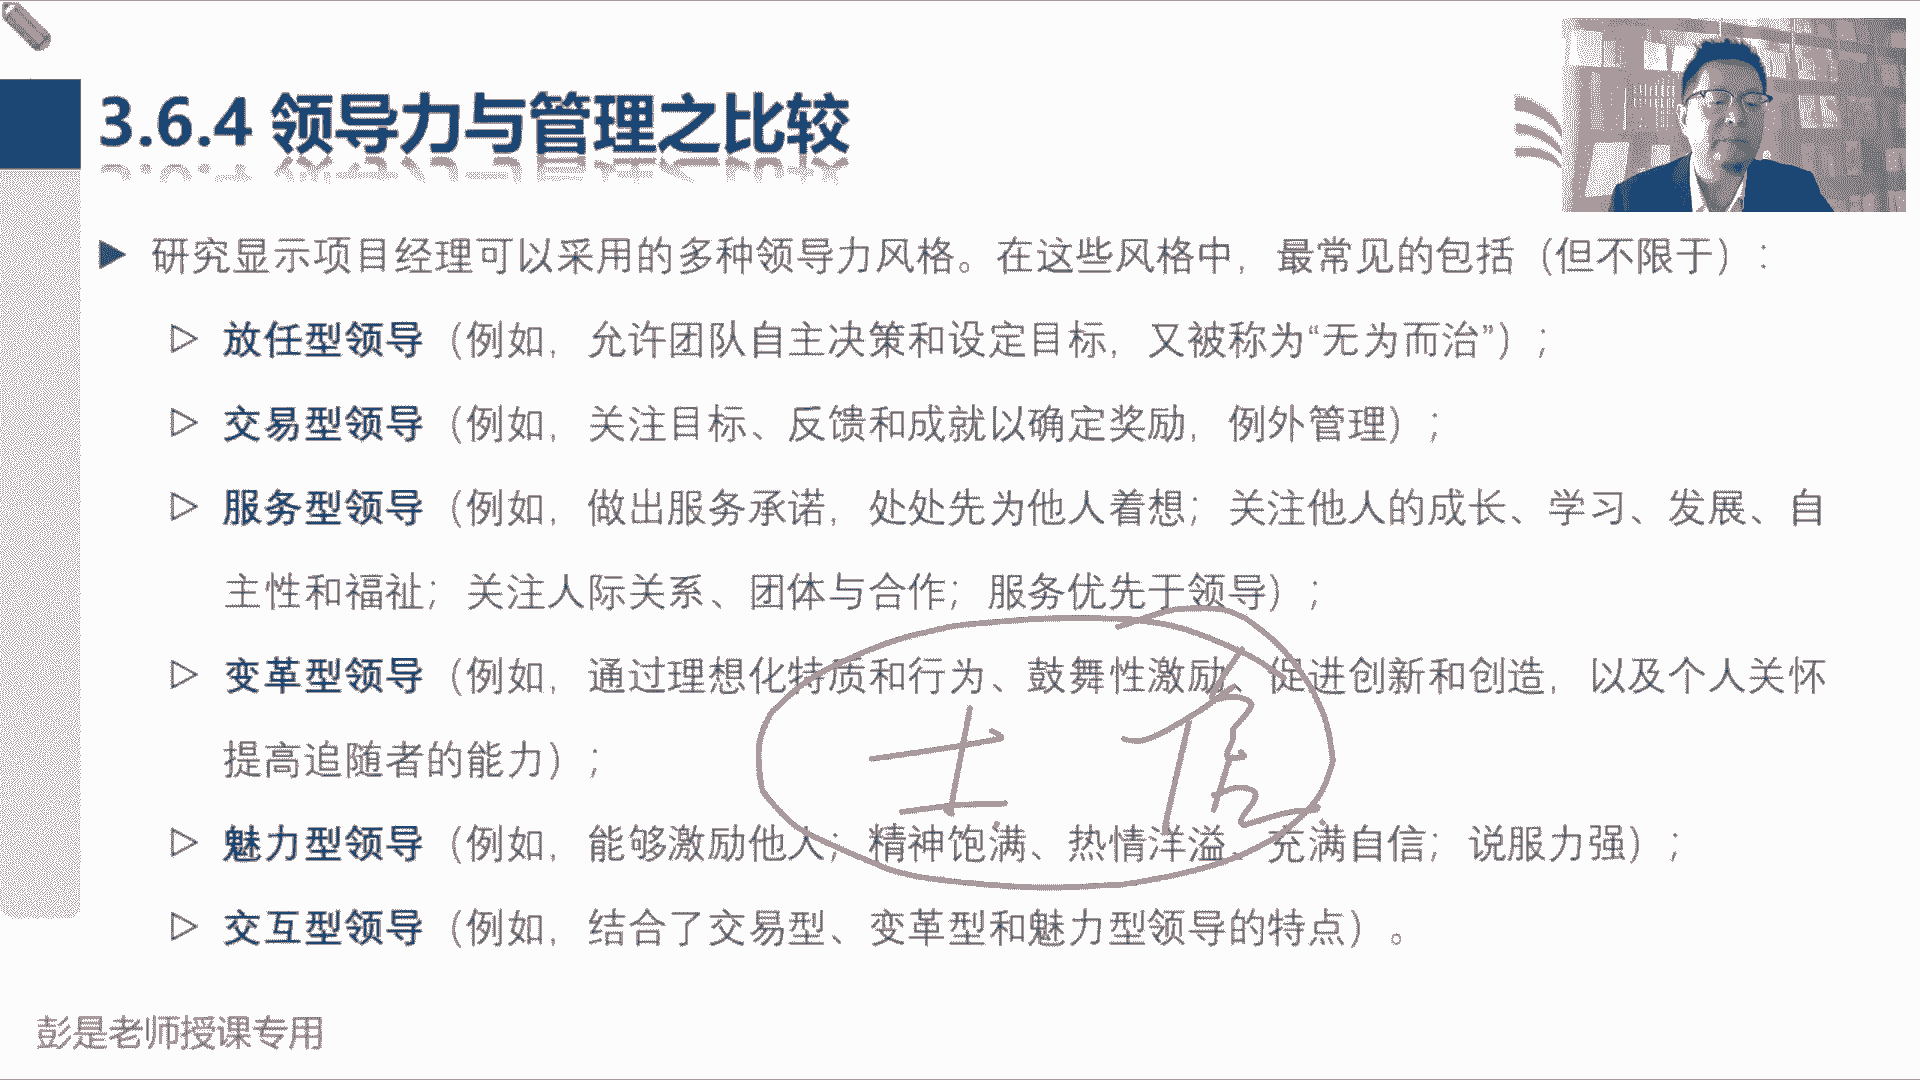 3.6.4 领导力与管理之比较
研究显示项目经理可以采用的多种领导力风格。在这些风格中，最常见的包括（但不限于）：
放任型领导（例如，允许团队自主决策和设定目标，又被称为“无为而治”）；
交易型领导（例如，关注目标、反馈和成就以确定奖励，例外管理）；
服务型领导（例如，做出服务承诺，处处先为他人着想；关注他人的成长、学习、发展、自
主性和福祉；关注人际关系、团体与合作；服务优先于领导）；
变革型领导（例如，通过理想化特质和行为、鼓舞性激励、促进创新和创造，以及个人关怀
提高追随者的能力）；
魅力型领导（例如，能够激励他人；精神饱满、热情洋溢、充满自信；说服力强）；
交互型领导（例如，结合了交易型、变革型和魅力型领导的特点）。
彭是老师授课专用